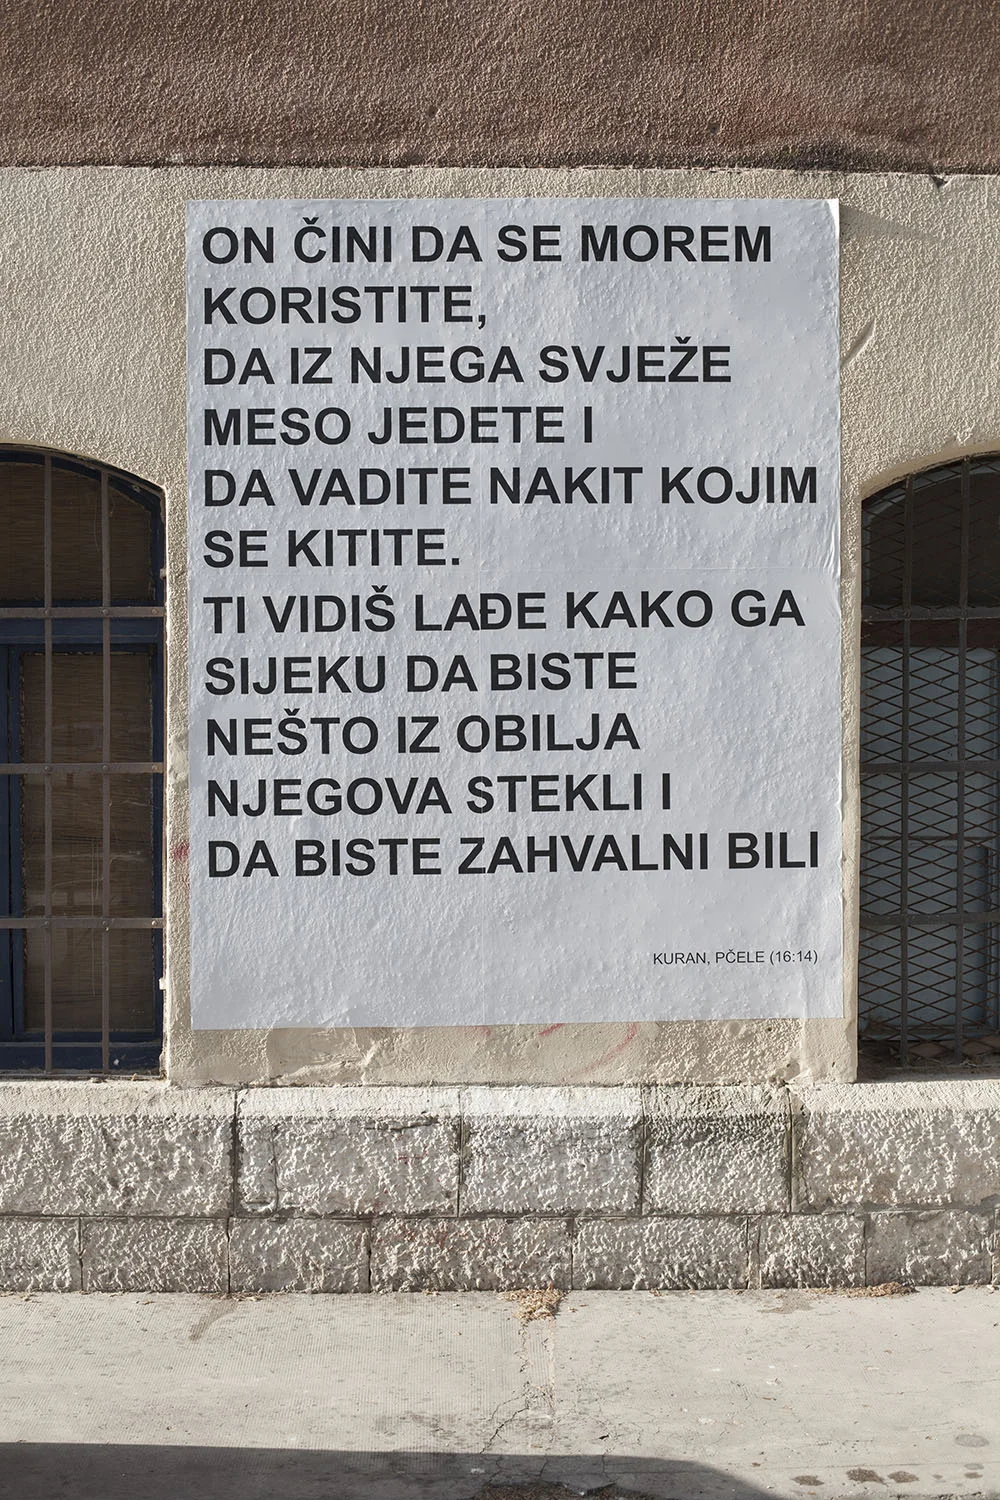 ON ČINI DA SE MOREM
KORISTITE,
DA IZ NJEGA SVJEŽE
MESO JEDETE I
DA VADITE NAKIT KOJIM
SE KITITE.
TI VIDIŠ LAĐE KAKO GA
SIJEKU DA BISTE
NEŠTO IZ OBILJA
NJEGOVA STEKLI I
DA BISTE ZAHVALNI BILI
KURAN, PČELE (16:14)